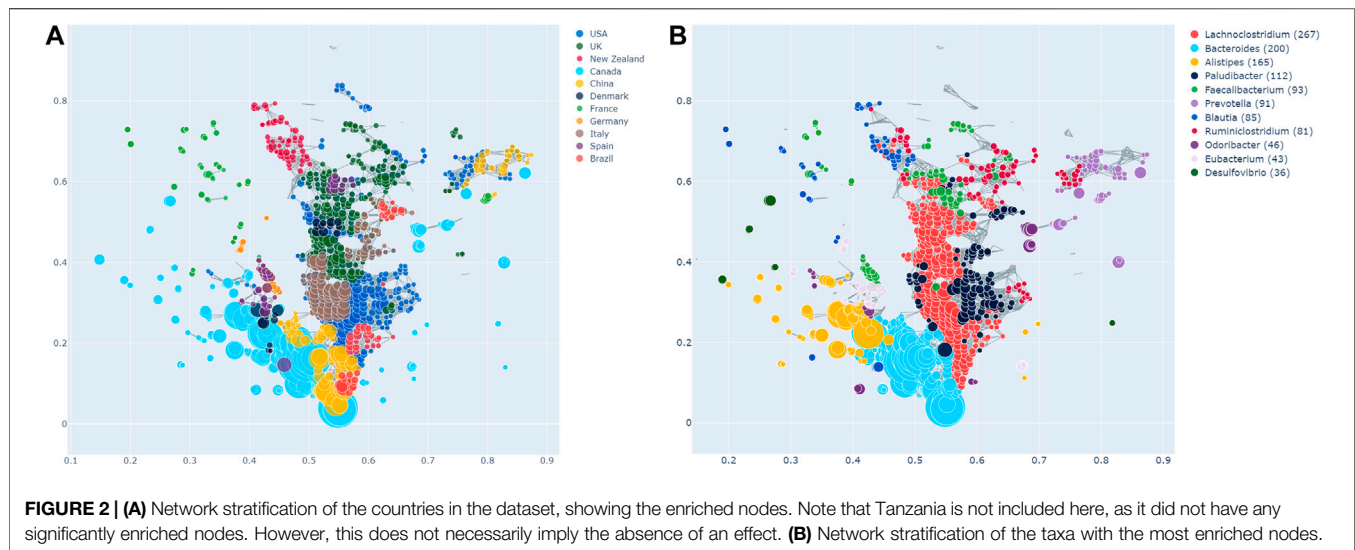 A
USA
UK
New Zealand
Canada
China
Denmark
France
Germany
Italy
Spain
Brazil
0.8
0.6
0.4
0.2
0
0.1 0.2 0.3 0.4 0.5 0.6 0.7 0.8 0.9
B
Lachnoclostridium (267)
Bacteroides (200)
Alistipes (165)
Paludibacter (112)
Faecalibacterium (93)
Prevotella (91)
Blautia (85)
Ruminiclostridium (81)
Odoribacter (46)
Eubacterium (43)
Desulfovibrio (36)
0.8
0.6
0.4
0.2
0
0.2 0.3 0.4 0.5 0.6 0.7 0.8 0.9
FIGURE 2 | (A) Network stratification of the countries in the dataset, showing the enriched nodes. Note that Tanzania is not included here, as it did not have any
significantly enriched nodes. However, this does not necessarily imply the absence of an effect. (B) Network stratification of the taxa with the most enriched nodes.